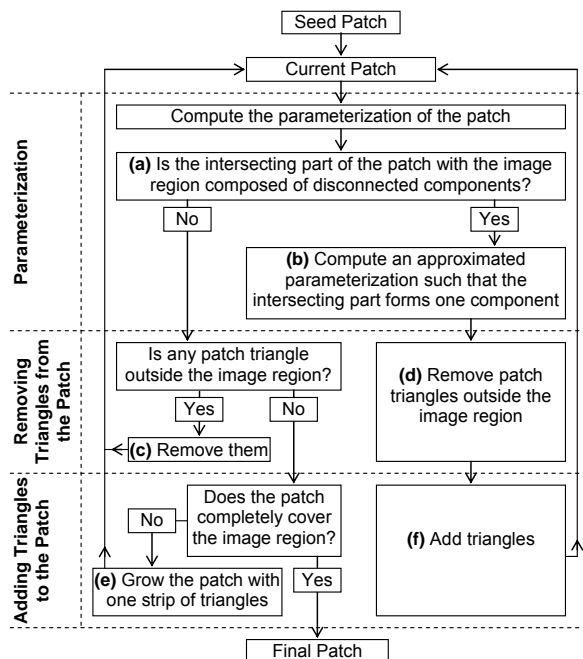 Seed Patch
Current Patch
Parameterization
Compute the parameterization of the patch
(a) Is the intersecting part of the patch with the image
region composed of disconnected components?
No
Yes
(b) Compute an approximated
parameterization such that the
intersecting part forms one component
Removing
Triangles from
the Patch
Is any patch triangle
outside the image region?
Yes
No
(c) Remove them
(d) Remove patch
triangles outside the
image region
Adding Triangles
to the Patch
Does the patch
completely cover
the image region?
No
Yes
(e) Grow the patch with
one strip of triangles
(f) Add triangles
Final Patch